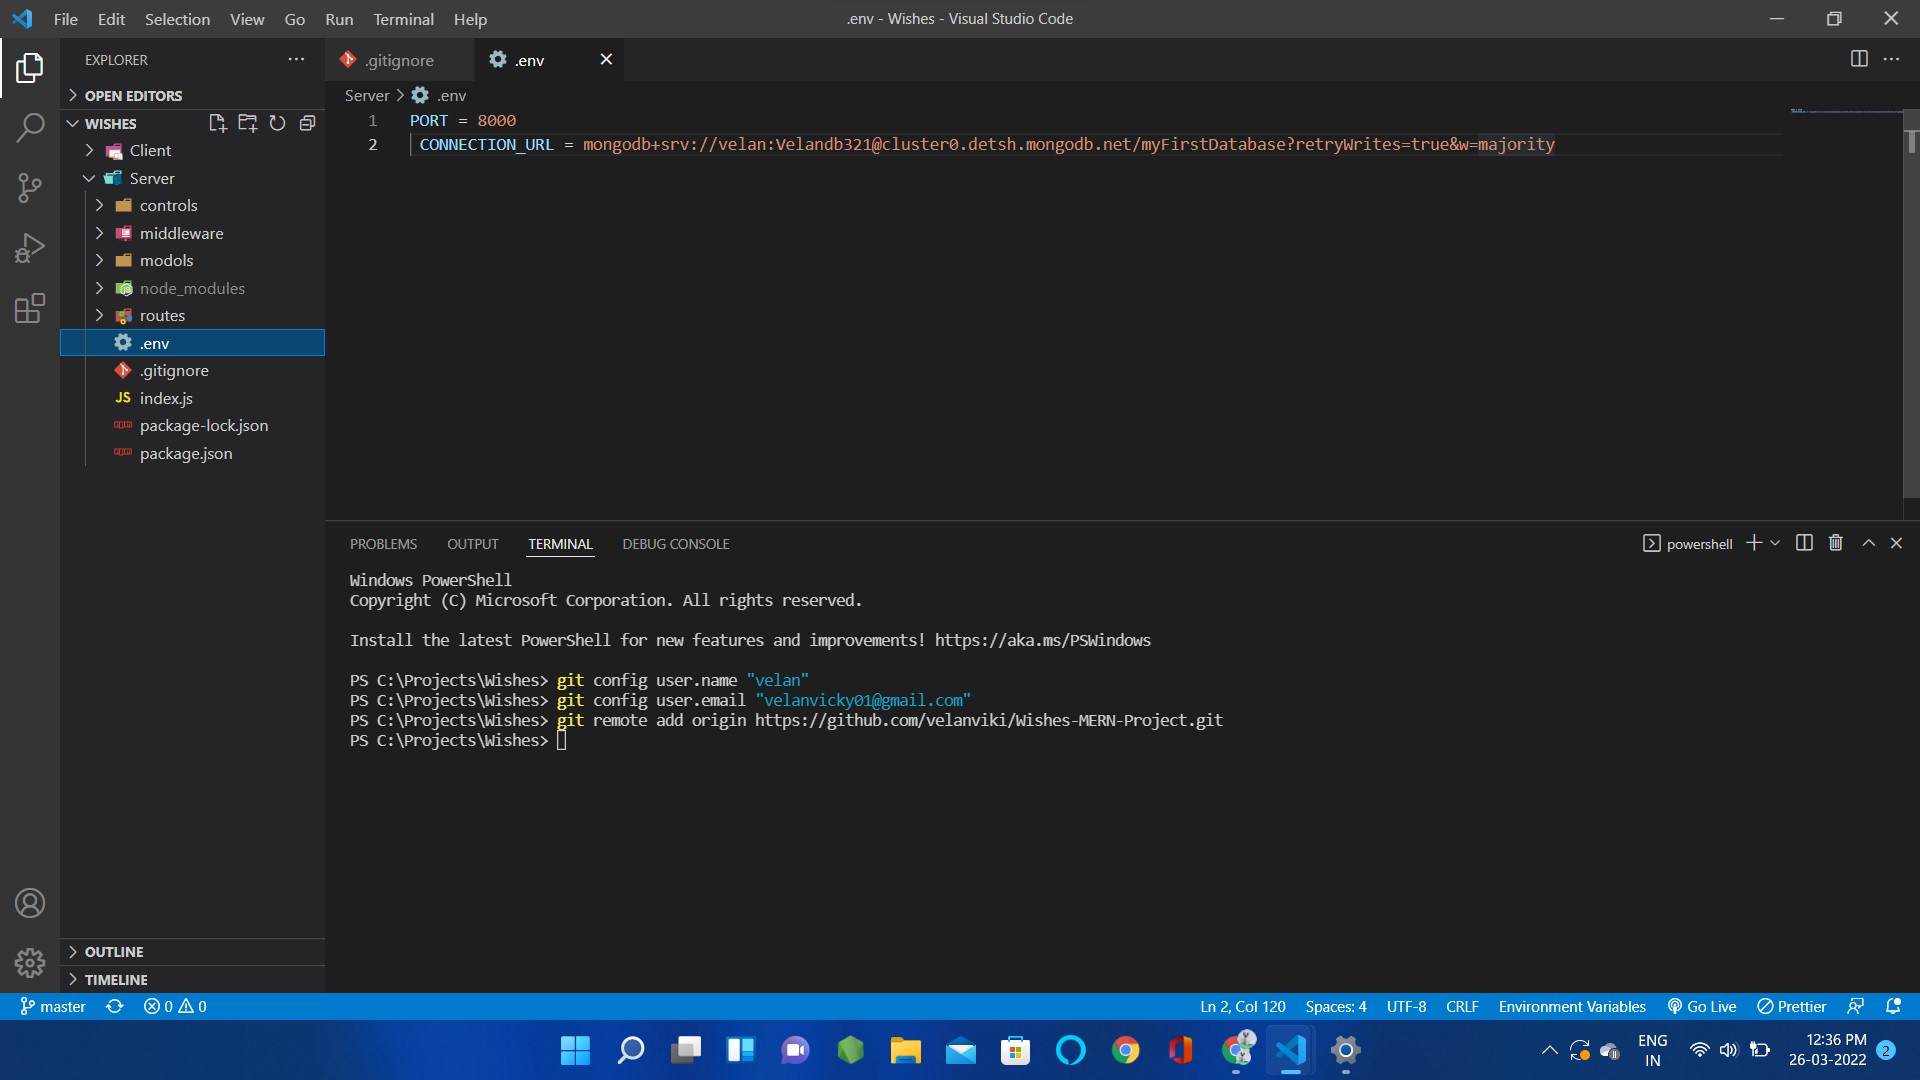 File Edit Selection View Go Run Terminal Help
.env - Wishes - Visual Studio Code
EXPLORER
OPEN EDITORS
WISHES
Client
Server
controls
middleware
modols
node_modules
routes
.env
.gitignore
JS index.js
package-lock.json
package.json
OUTLINE
TIMELINE
.gitignore
.env
Server > .env
1 PORT = 8000
2 CONNECTION_URL = mongodb+srv://velan:Velandb321@cluster0.detsh.mongodb.net/myFirstDatabase?retryWrites=true&w=majority
PROBLEMS OUTPUT TERMINAL DEBUG CONSOLE
powershell
Windows PowerShell
Copyright (C) Microsoft Corporation. All rights reserved.
Install the latest PowerShell for new features and improvements! https://aka.ms/PSWindows
PS C:\Projects\Wishes> git config user.name "velan"
PS C:\Projects\Wishes> git config user.email "velanvicky01@gmail.com"
PS C:\Projects\Wishes> git remote add origin https://github.com/velanviki/Wishes-MERN-Project.git
PS C:\Projects\Wishes>
master 0 0
Ln 2, Col 120 Spaces: 4 UTF-8 CRLF Environment Variables Go Live Prettier
ENG
IN
12:36 PM
26-03-2022
2